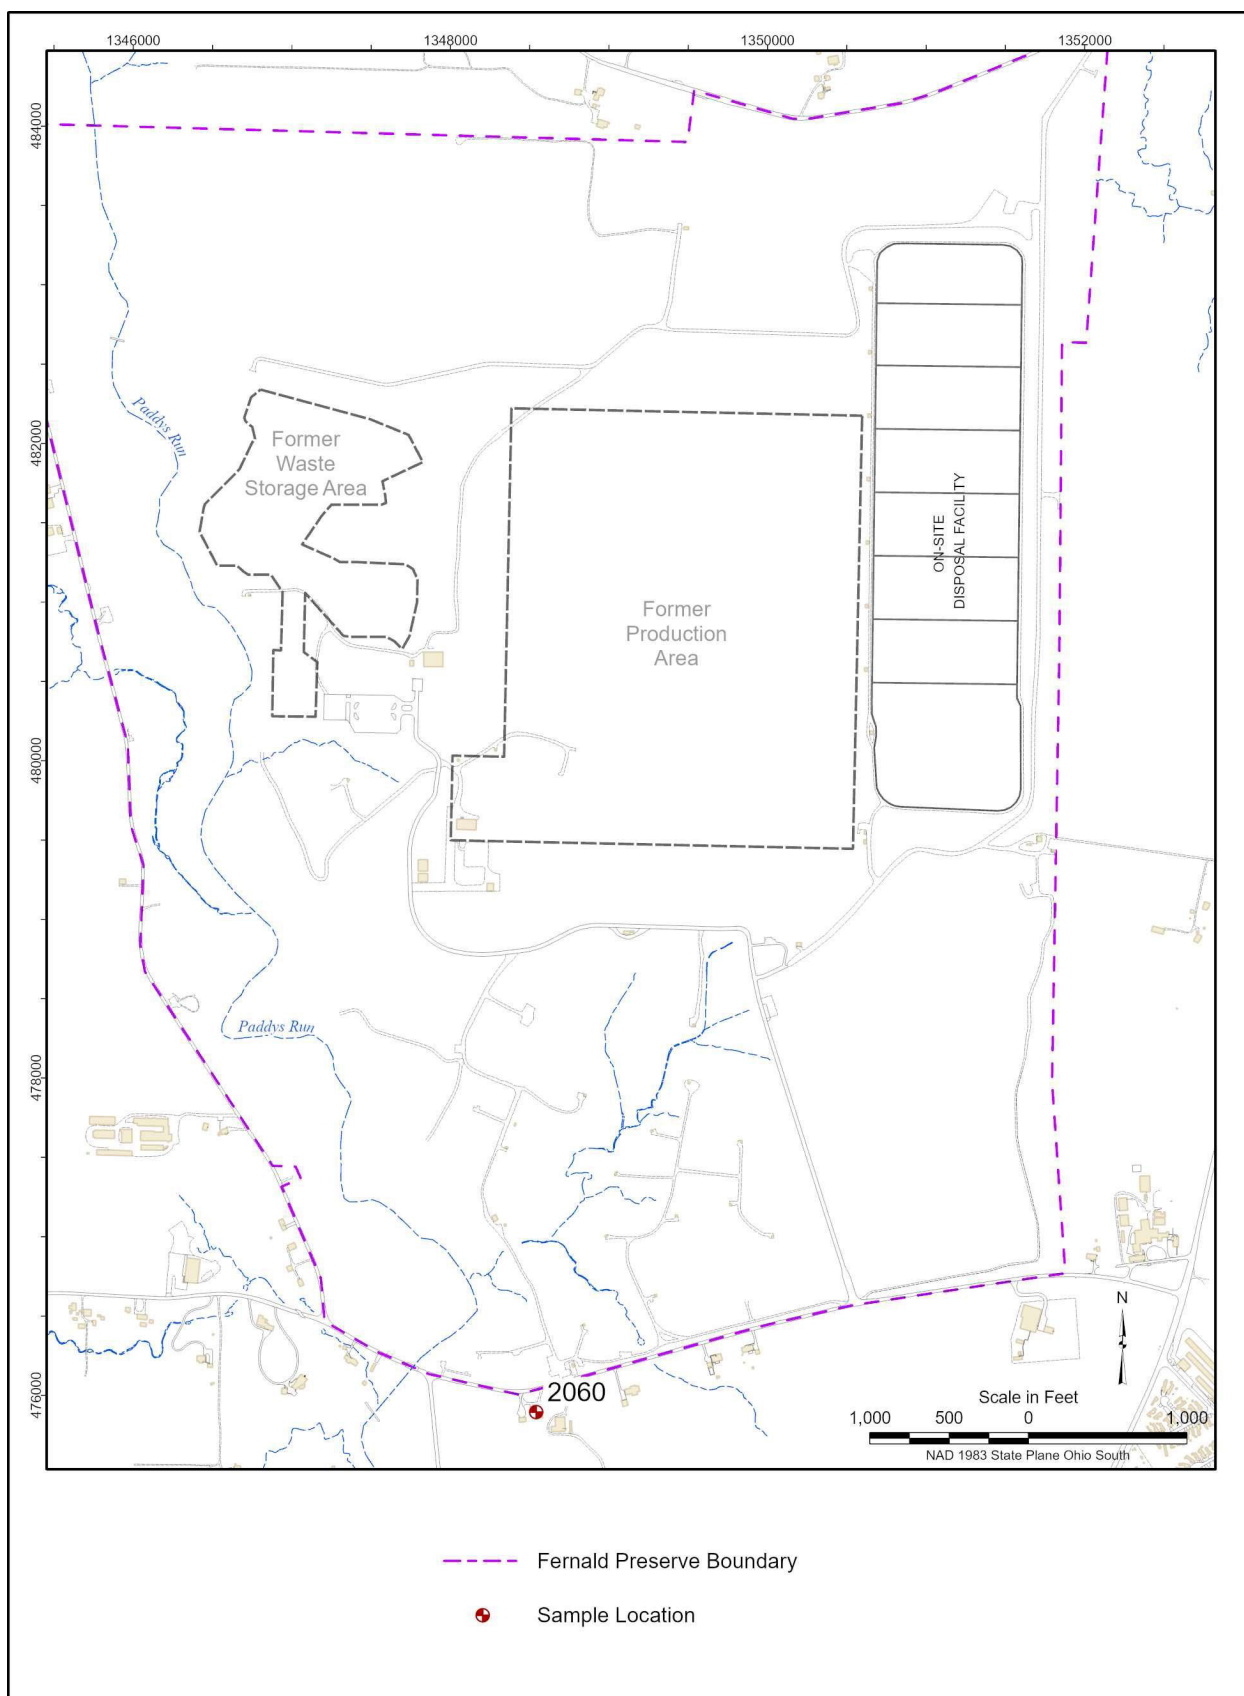 1346000
1348000
1350000
1352000
484000
482000
480000
478000
476000
Paddys Run
Former
Waste
Storage Area
Former
Production
Area
ON-SITE
DISPOSAL FACILITY
Paddys Run
2060
N
Scale in Feet
1,000 500 0 1,000
NAD 1983 State Plane Ohio South
Fernald Preserve Boundary
Sample Location